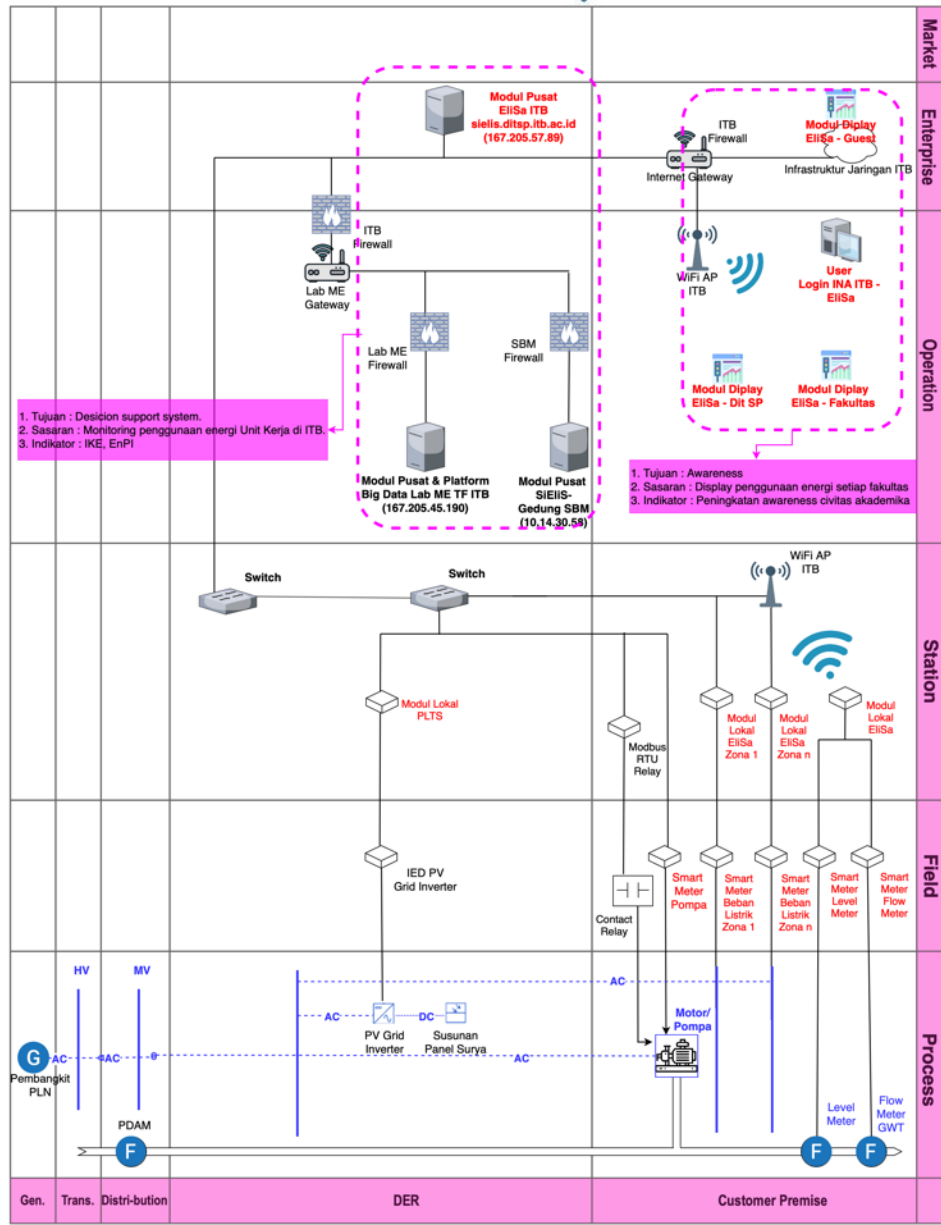 Market
Enterprise
Modul Pusat
EliSa ITB
sielis.ditsp.itb.ac.id
(167.205.57.89)
ITB
Firewall
Internet Gateway
Modul Diplay
EliSa - Guest
Infrastruktur Jaringan ITB
Operation
ITB
Firewall
Lab ME
Gateway
Lab ME
Firewall
SBM
Firewall
WiFi AP
ITB
User
Login INA ITB -
EliSa
Modul Diplay
EliSa - Dit SP
Modul Diplay
EliSa - Fakultas
1. Tujuan : Desicion support system.
2. Sasaran : Monitoring penggunaan energi Unit Kerja di ITB.
3. Indikator : IKE, EnPI
Modul Pusat & Platform
Big Data Lab ME TF ITB
(167.205.45.190)
Modul Pusat
SiEliS-
Gedung SBM
(10.14.30.58)
1. Tujuan : Awareness
2. Sasaran : Display penggunaan energi setiap fakultas
3. Indikator : Peningkatan awareness civitas akademika
Station
Switch
Switch
WiFi AP
ITB
Modul Lokal
PLTS
Modbus
RTU
Relay
Modul
Lokal
EliSa
Zona 1
Modul
Lokal
EliSa
Zona n
Modul
Lokal
EliSa
Field
IED PV
Grid Inverter
Contact
Relay
Smart
Meter
Pompa
Smart
Meter
Beban
Listrik
Zona 1
Smart
Meter
Beban
Listrik
Zona n
Smart
Meter
Level
Meter
Smart
Meter
Flow
Meter
Process
HV
MV
AC
AC
DC
PV Grid
Inverter
Susunan
Panel Surya
Motor/
Pompa
G
AC
AC
AC
Pembangkit
PLN
PDAM
F
Level
Meter
F
Flow
Meter
GWT
F
Gen.
Trans.
Distri-bution
DER
Customer Premise